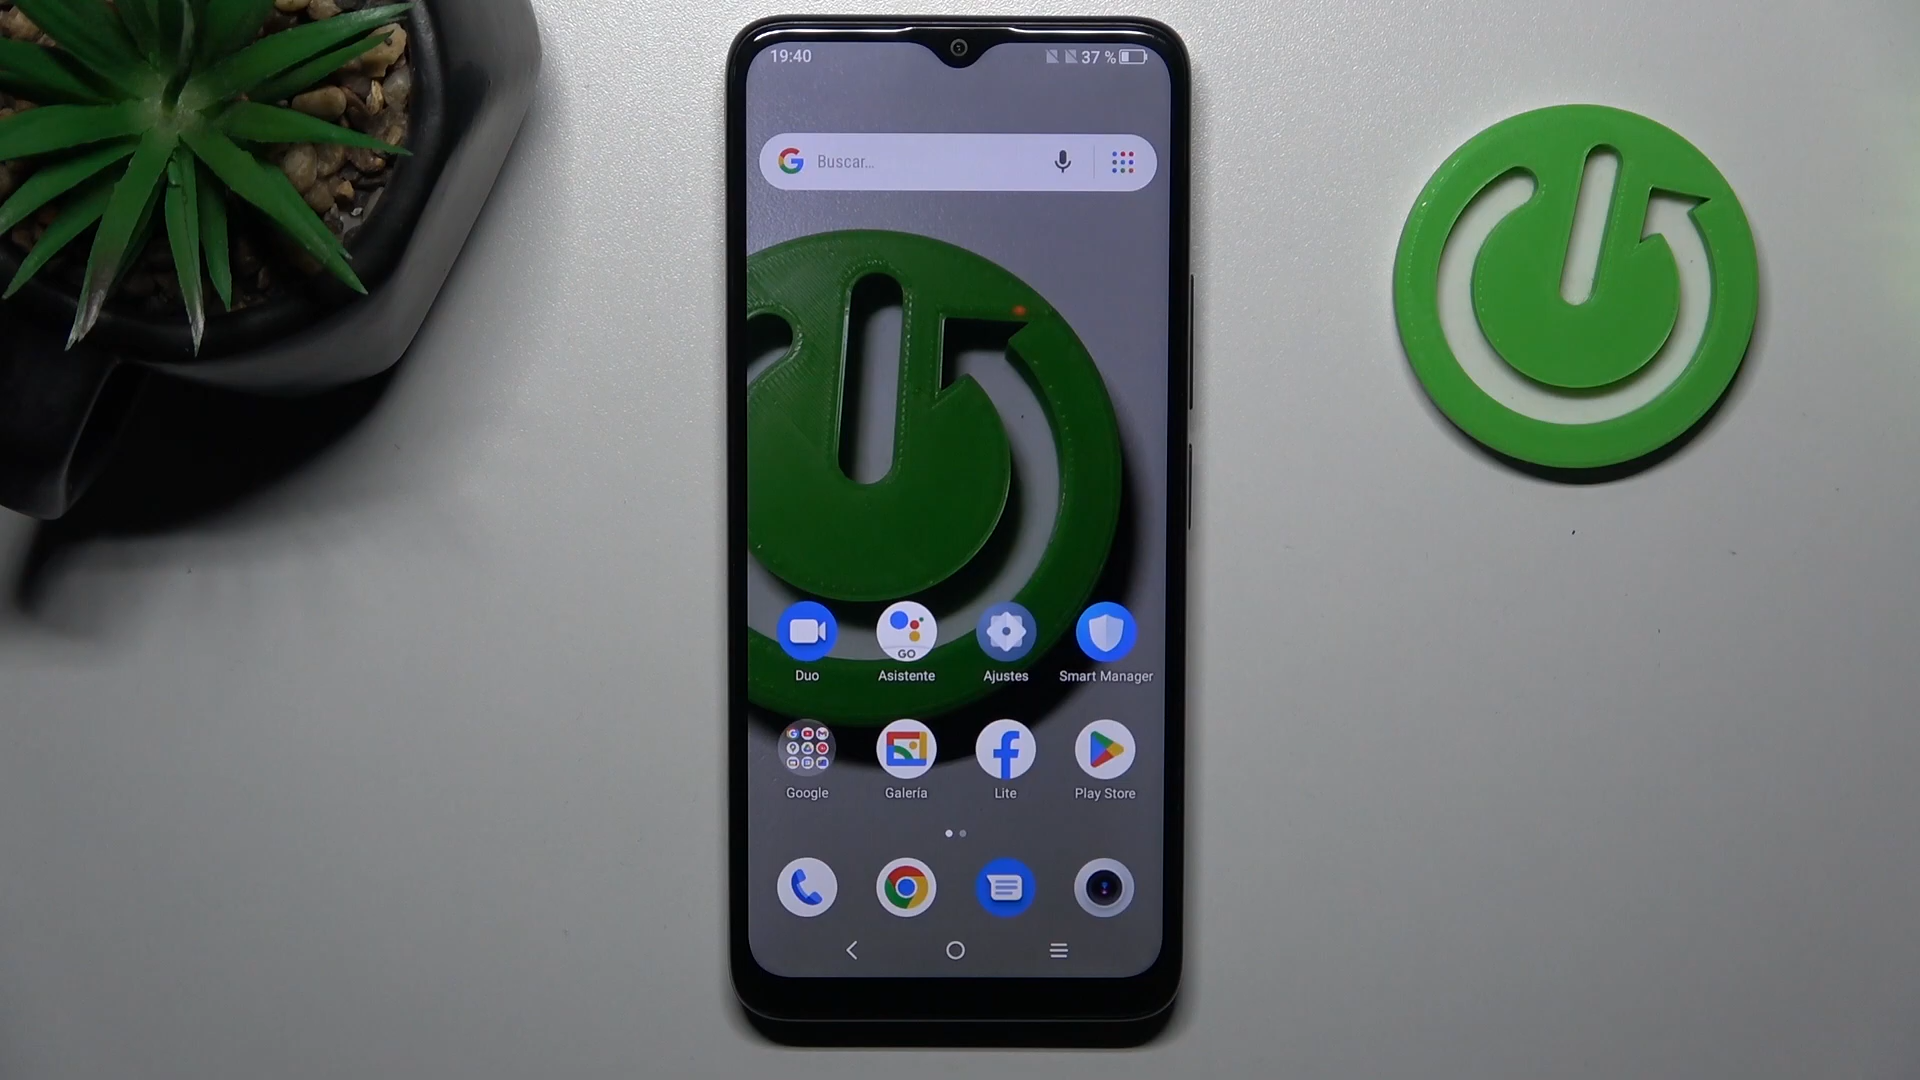 19:40 37 %
Buscar...
GO
Duo Asistente Ajustes Smart Manager
Google Galería Lite Play Store